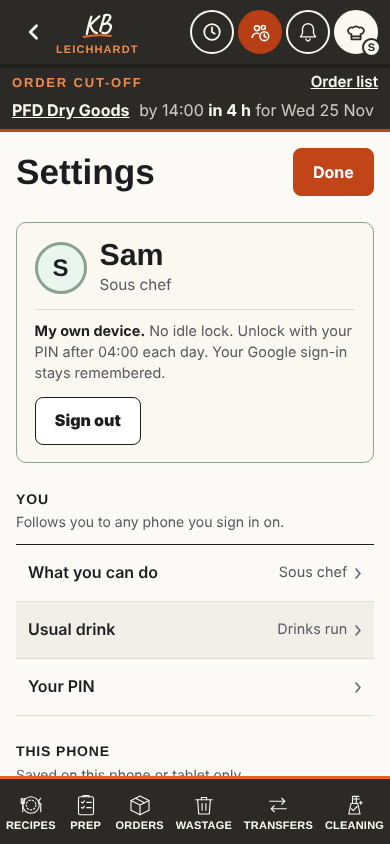 KB
LEICHHARDT
S
ORDER CUT-OFF
Order list
PFD Dry Goods by 14:00 in 4 h for Wed 25 Nov
Settings
Done
S
Sam
Sous chef
My own device. No idle lock. Unlock with your
PIN after 04:00 each day. Your Google sign-in
stays remembered.
Sign out
YOU
Follows you to any phone you sign in on.
What you can do
Sous chef
Usual drink
Drinks run
Your PIN
THIS PHONE
Saved on this phone or tablet only.
RECIPES
PREP
ORDERS
WASTAGE
TRANSFERS
CLEANING